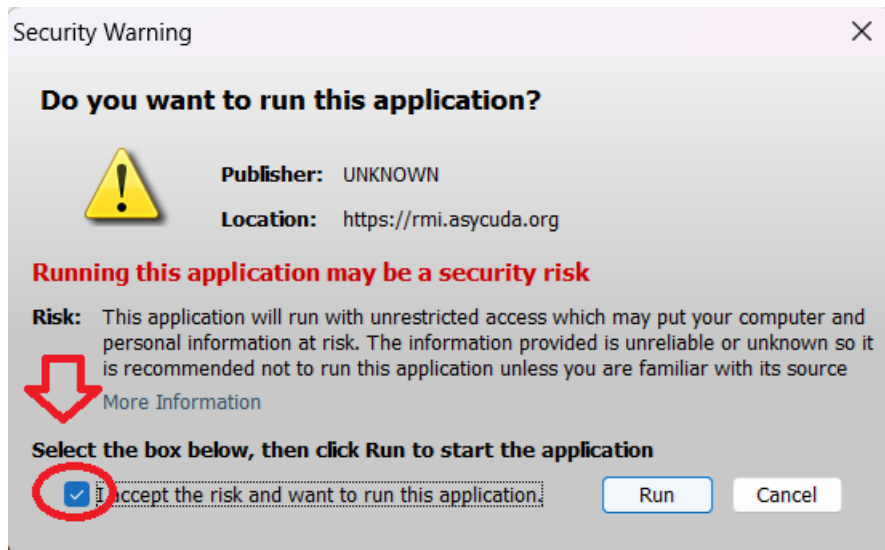 Security Warning
Do you want to run this application?
Publisher: UNKNOWN
Location: https://rmi.asycuda.org
Running this application may be a security risk
Risk: This application will run with unrestricted access which may put your computer and
personal information at risk. The information provided is unreliable or unknown so it
is recommended not to run this application unless you are familiar with its source
More Information
Select the box below, then click Run to start the application
I accept the risk and want to run this application. Run Cancel